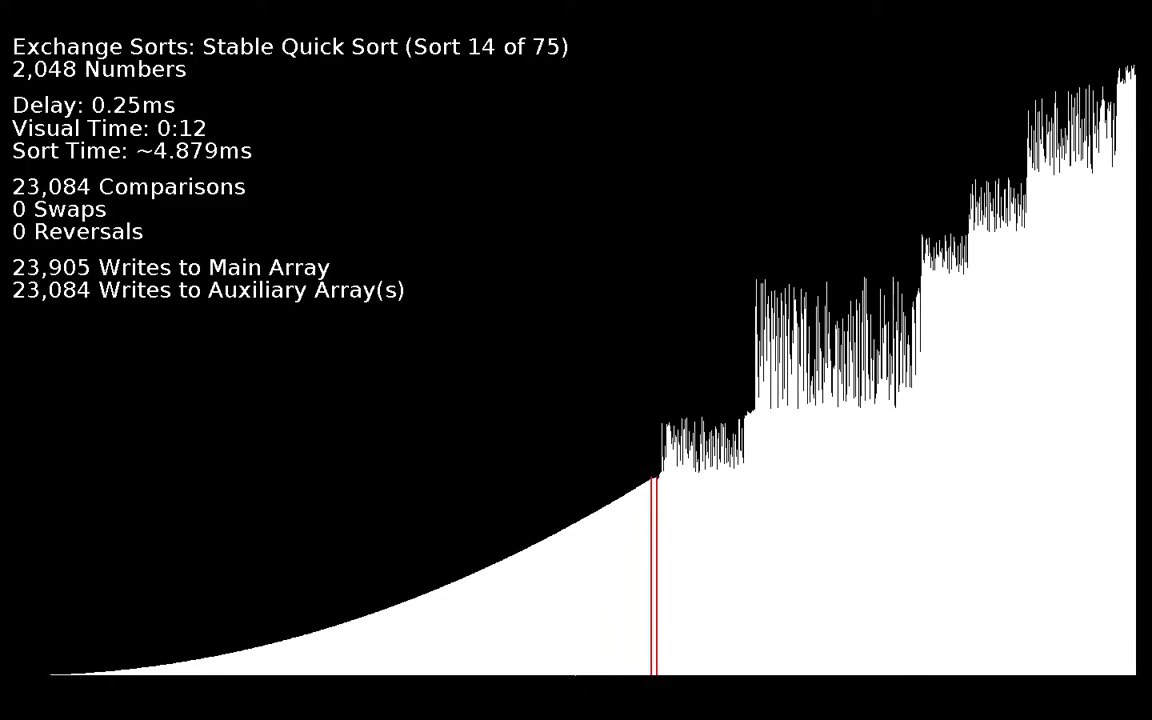 Exchange Sorts: Stable Quick Sort (Sort 14 of 75)
2,048 Numbers
Delay: 0.25ms
Visual Time: 0:12
Sort Time: ~4.879ms
23,084 Comparisons
0 Swaps
0 Reversals
23,905 Writes to Main Array
23,084 Writes to Auxiliary Array(s)